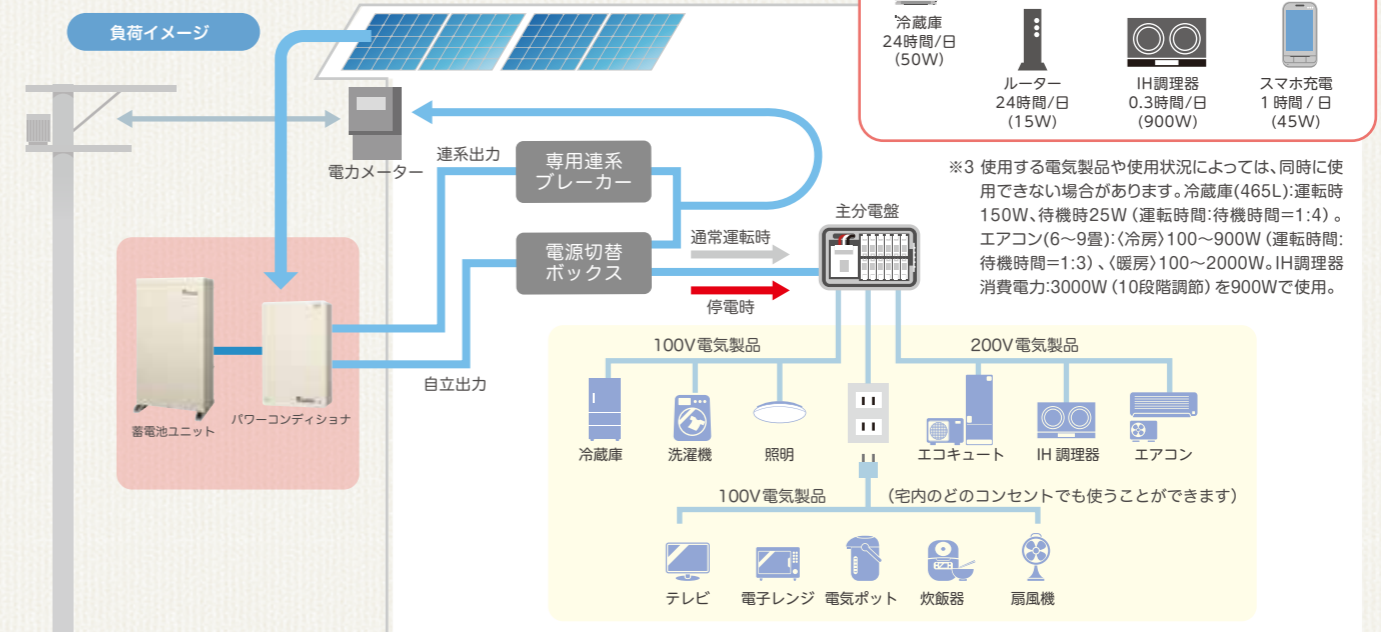 負荷イメージ
冷蔵庫
24時間/日
(50W)
ルーター
24時間/日
(15W)
IH調理器
0.3時間/日
(900W)
スマホ充電
1時間/日
(45W)
※3 使用する電気製品や使用状況によっては、同時に使
用できない場合があります。冷蔵庫(465L):運転時
150W、待機時25W(運転時間:待機時間=1:4)。
エアコン(6〜9畳):〈冷房〉100〜900W(運転時間:
待機時間=1:3)、〈暖房〉100〜2000W。IH調理器
消費電力:3000W(10段階調節)を900Wで使用。
電力メーター
連系出力
専用連系
ブレーカー
電源切替
ボックス
通常運転時
停電時
主分電盤
自立出力
蓄電池ユニット
パワーコンディショナ
100V電気製品
200V電気製品
冷蔵庫
洗濯機
照明
エコキュート
IH 調理器
エアコン
100V電気製品
(宅内のどのコンセントでも使うことができます)
テレビ
電子レンジ
電気ポット
炊飯器
扇風機